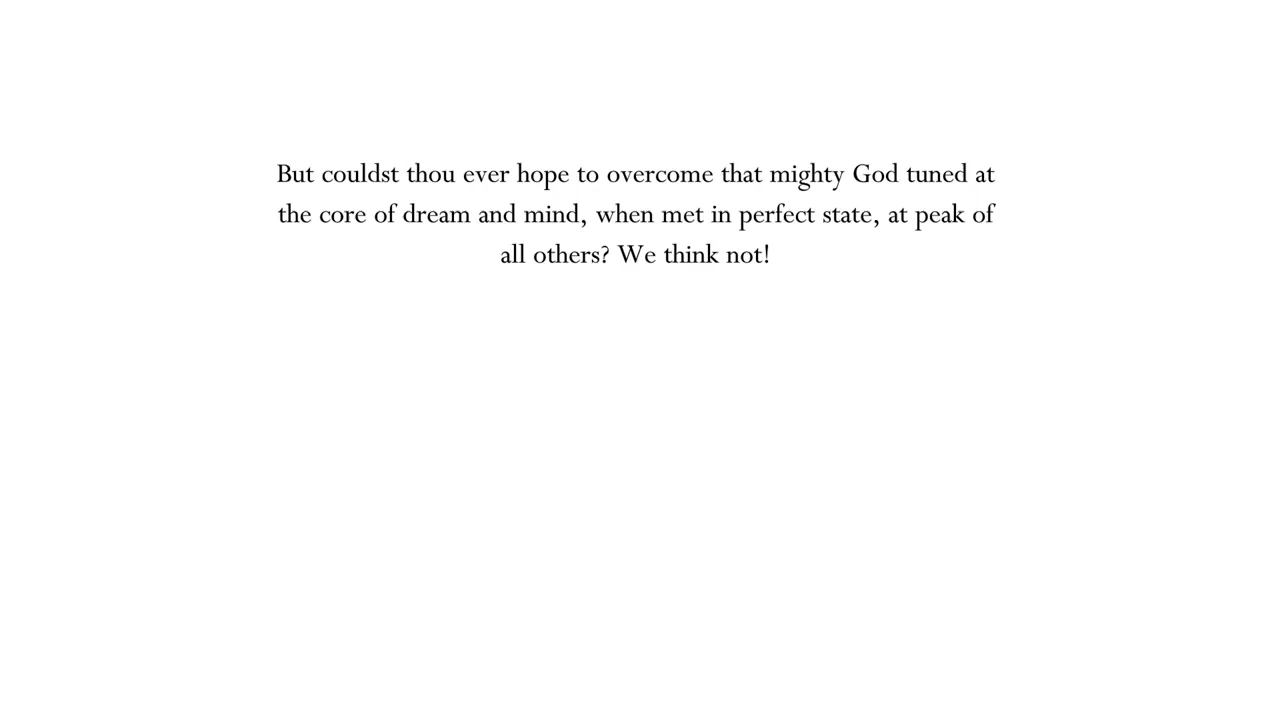 But couldst thou ever hope to overcome that mighty God tuned at
the core of dream and mind, when met in perfect state, at peak of
all others? We think not!